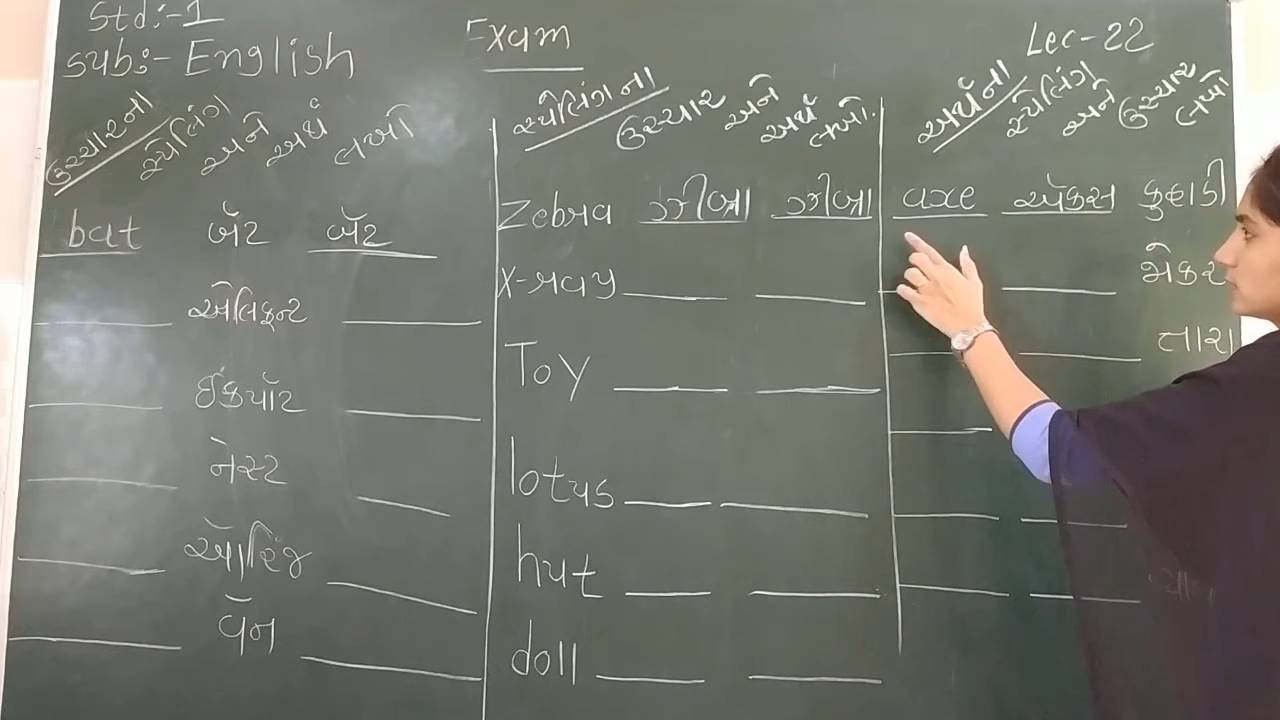 Std:-1
Sub:- English
Exam
Lec-22
ઉચ્ચારના સ્પેલિંગ અને અર્થ લખો
bat બૅટ બૅટ
એલિફન્ટ
ઈંકપૉટ
નેસ્ટ
ઑરેન્જ
વૅન
સ્પેલિંગના ઉચ્ચાર અને અર્થ લખો.
Zebra ઝીબ્રા ઝીબ્રા
X-ray
Toy
lotus
hut
doll
અર્થના સ્પેલિંગ અને ઉચ્ચાર લખો
axe ઍક્સ કુહાડી
તારા